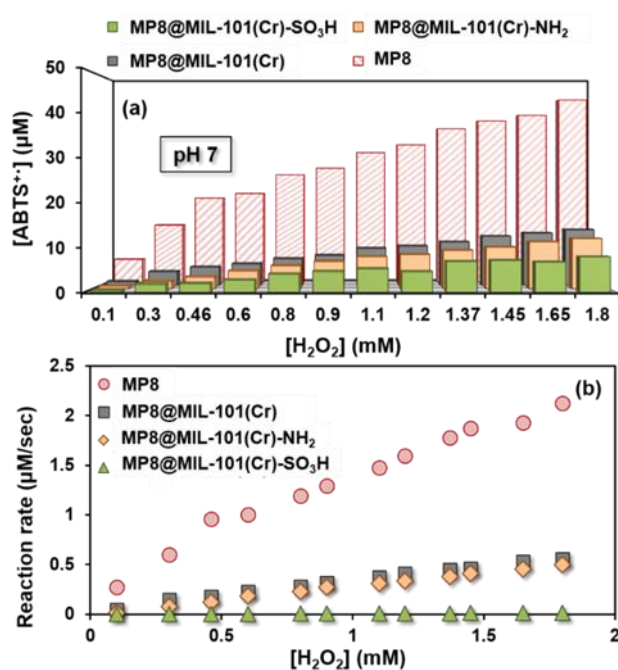 MP8@MIL-101(Cr)-SO₃H MP8@MIL-101(Cr)-NH₂
MP8@MIL-101(Cr) MP8
50
40
30
20
10
0
[ABTS⁺·] (µM)
(a)
pH 7
0.1 0.3 0.46 0.6 0.8 0.9 1.1 1.2 1.37 1.45 1.65 1.8
[H₂O₂] (mM)
2.5
2
1.5
1
0.5
0
Reaction rate (µM/sec)
(b)
MP8
MP8@MIL-101(Cr)
MP8@MIL-101(Cr)-NH₂
MP8@MIL-101(Cr)-SO₃H
0 0.5 1 1.5 2
[H₂O₂] (mM)